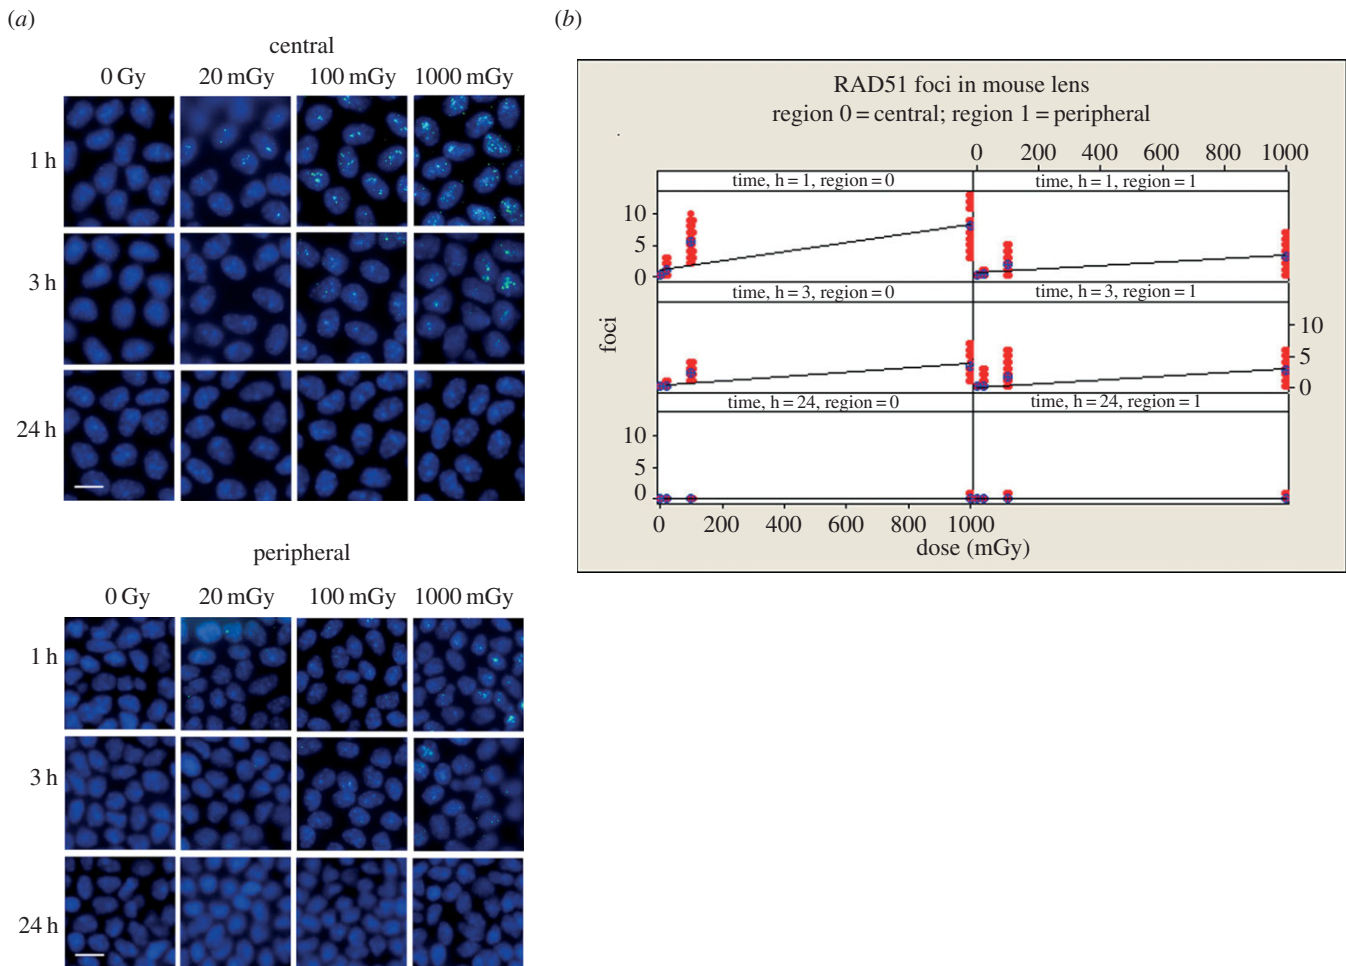 (a)
central
0 Gy 20 mGy 100 mGy 1000 mGy
1 h
3 h
24 h
peripheral
0 Gy 20 mGy 100 mGy 1000 mGy
1 h
3 h
24 h
(b)
RAD51 foci in mouse lens
region 0 = central; region 1 = peripheral
0 200 400 600 800 1000
time, h = 1, region = 0 time, h = 1, region = 1
10
5
0
time, h = 3, region = 0 time, h = 3, region = 1
foci
10
5
0
time, h = 24, region = 0 time, h = 24, region = 1
10
5
0
0 200 400 600 800 1000
dose (mGy)